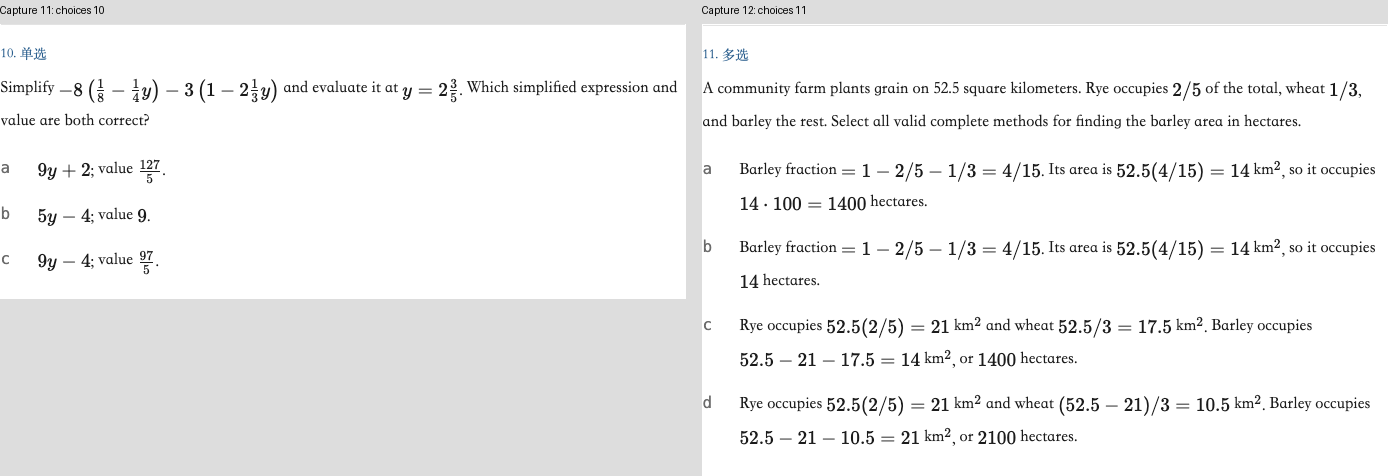 Capture 11: choices 10
10. 单选
Simplify −8 (1/8 − 1/4 y) − 3 (1 − 2 1/3 y) and evaluate it at y = 2 3/5. Which simplified expression and
value are both correct?
a 9y + 2; value 127/5.
b 5y − 4; value 9.
c 9y − 4; value 97/5.
Capture 12: choices 11
11. 多选
A community farm plants grain on 52.5 square kilometers. Rye occupies 2/5 of the total, wheat 1/3,
and barley the rest. Select all valid complete methods for finding the barley area in hectares.
a Barley fraction = 1 − 2/5 − 1/3 = 4/15. Its area is 52.5(4/15) = 14 km², so it occupies
14 · 100 = 1400 hectares.
b Barley fraction = 1 − 2/5 − 1/3 = 4/15. Its area is 52.5(4/15) = 14 km², so it occupies
14 hectares.
c Rye occupies 52.5(2/5) = 21 km² and wheat 52.5/3 = 17.5 km². Barley occupies
52.5 − 21 − 17.5 = 14 km², or 1400 hectares.
d Rye occupies 52.5(2/5) = 21 km² and wheat (52.5 − 21)/3 = 10.5 km². Barley occupies
52.5 − 21 − 10.5 = 21 km², or 2100 hectares.